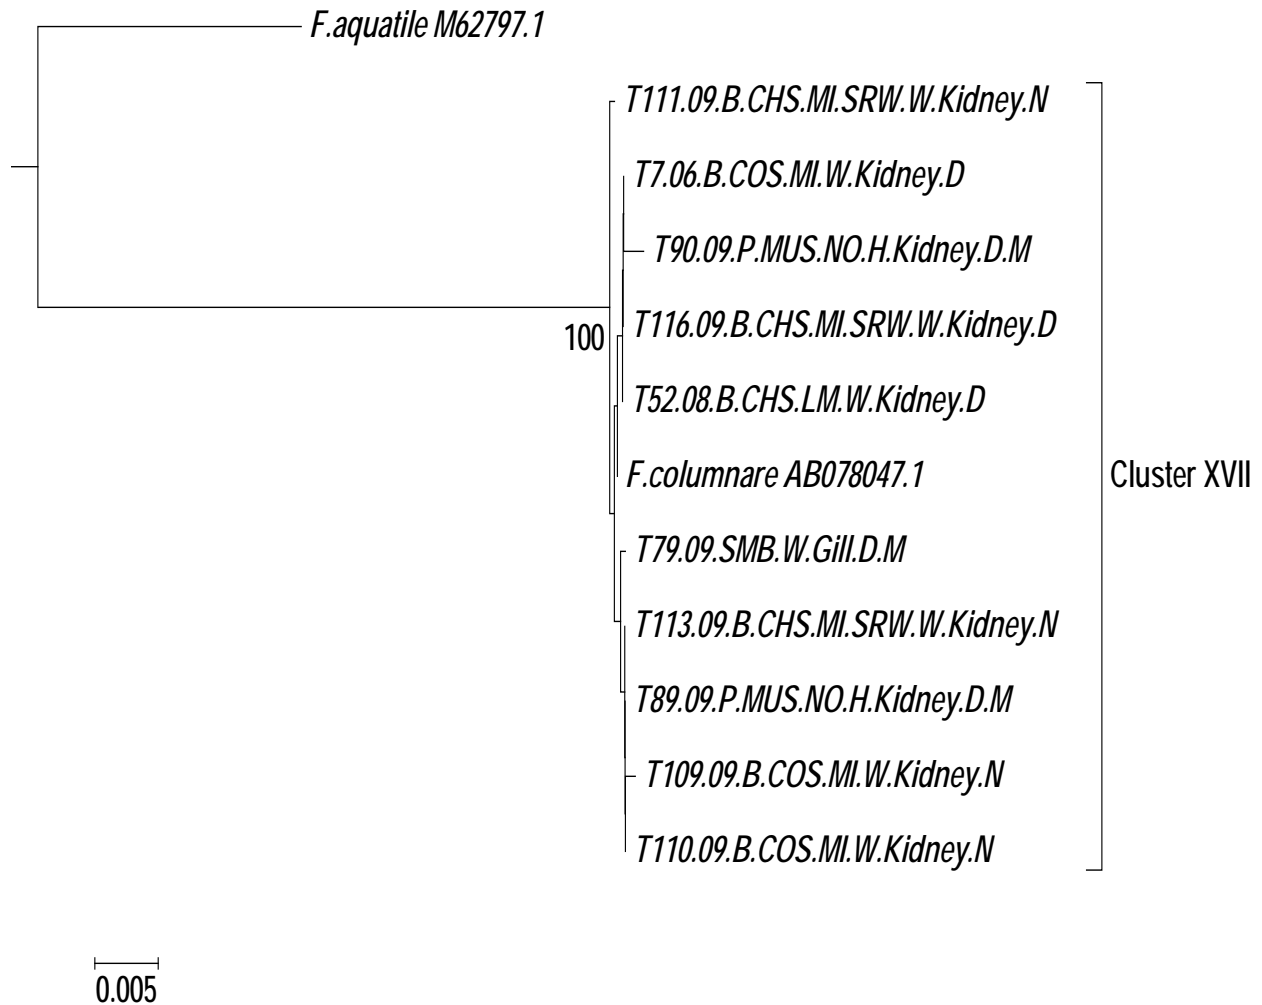 F.aquatile M62797.1
T111.09.B.CHS.MI.SRW.W.Kidney.N
T7.06.B.COS.MI.W.Kidney.D
T90.09.P.MUS.NO.H.Kidney.D.M
T116.09.B.CHS.MI.SRW.W.Kidney.D
100
T52.08.B.CHS.LM.W.Kidney.D
F.columnare AB078047.1
Cluster XVII
T79.09.SMB.W.Gill.D.M
T113.09.B.CHS.MI.SRW.W.Kidney.N
T89.09.P.MUS.NO.H.Kidney.D.M
T109.09.B.COS.MI.W.Kidney.N
T110.09.B.COS.MI.W.Kidney.N
0.005